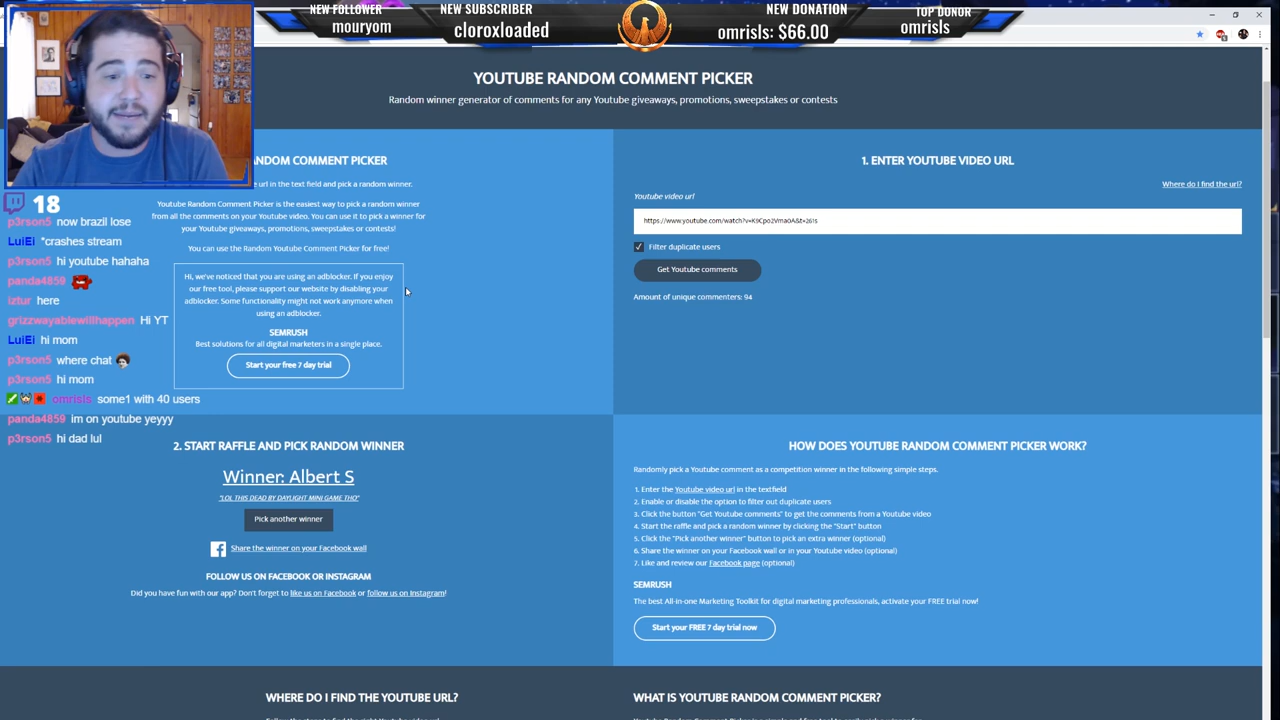 NEW FOLLOWER
mouryom
NEW SUBSCRIBER
cloroxloaded
NEW DONATION
omrisls: $66.00
TOP DONOR
omrisls
YOUTUBE RANDOM COMMENT PICKER
Random winner generator of comments for any Youtube giveaways, promotions, sweepstakes or contests
ANDOM COMMENT PICKER
e url in the text field and pick a random winner.
Youtube Random Comment Picker is the easiest way to pick a random winner
from all the comments on your Youtube video. You can use it to pick a winner for
your Youtube giveaways, promotions, sweepstakes or contests!
You can use the Random Youtube Comment Picker for free!
Hi, we've noticed that you are using an adblocker. If you enjoy
our free tool, please support our website by disabling your
adblocker. Some functionality might not work anymore when
using an adblocker.
SEMRUSH
Best solutions for all digital marketers in a single place.
Start your free 7 day trial
18
p3rson5 now brazil lose
LuiEi *crashes stream
p3rson5 hi youtube hahaha
panda4859
iztur here
grizzwayablewillhappen Hi YT
LuiEi hi mom
p3rson5 where chat
p3rson5 hi mom
omrisls some1 with 40 users
panda4859 im on youtube yeyyy
p3rson5 hi dad lul
1. ENTER YOUTUBE VIDEO URL
Where do I find the url?
Youtube video url
Filter duplicate users
Get Youtube comments
Amount of unique commenters: 94
2. START RAFFLE AND PICK RANDOM WINNER
Winner: Albert S
"LOL THIS DEAD BY DAYLIGHT MINI GAME THO"
Pick another winner
Share the winner on your Facebook wall
FOLLOW US ON FACEBOOK OR INSTAGRAM
Did you have fun with our app? Don't forget to like us on Facebook or follow us on Instagram!
HOW DOES YOUTUBE RANDOM COMMENT PICKER WORK?
Randomly pick a Youtube comment as a competition winner in the following simple steps.
1. Enter the Youtube video url in the textfield
2. Enable or disable the option to filter out duplicate users
3. Click the button "Get Youtube comments" to get the comments from a Youtube video
4. Start the raffle and pick a random winner by clicking the "Start" button
5. Click the "Pick another winner" button to pick an extra winner (optional)
6. Share the winner on your Facebook wall or in your Youtube video (optional)
7. Like and review our Facebook page (optional)
SEMRUSH
The best All-in-one Marketing Toolkit for digital marketing professionals, activate your FREE trial now!
Start your FREE 7 day trial now
WHERE DO I FIND THE YOUTUBE URL?
WHAT IS YOUTUBE RANDOM COMMENT PICKER?